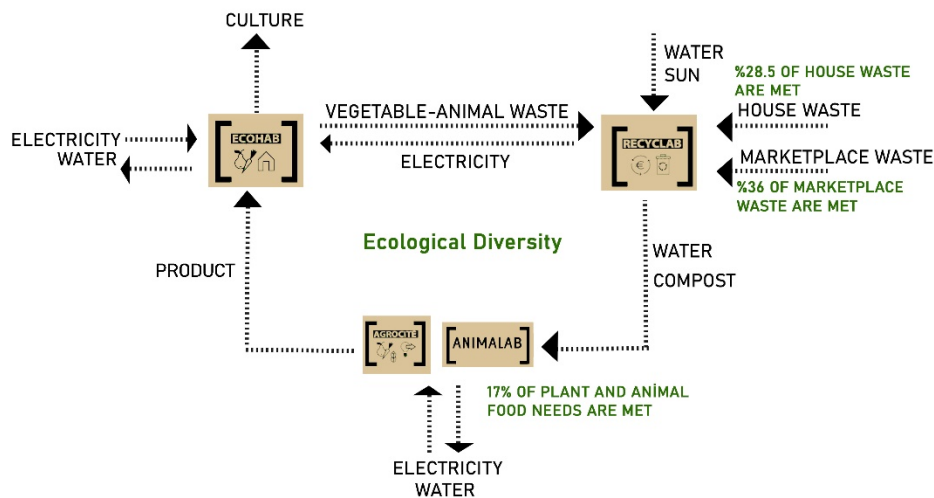 CULTURE
WATER
SUN
%28.5 OF HOUSE WASTE
ARE MET
HOUSE WASTE
VEGETABLE-ANIMAL WASTE
ELECTRICITY
WATER
ECOHAB
ELECTRICITY
RECYCLAB
MARKETPLACE WASTE
%36 OF MARKETPLACE
WASTE ARE MET
Ecological Diversity
PRODUCT
WATER
COMPOST
AGROCITE
ANIMALAB
17% OF PLANT AND ANİMAL
FOOD NEEDS ARE MET
ELECTRICITY
WATER